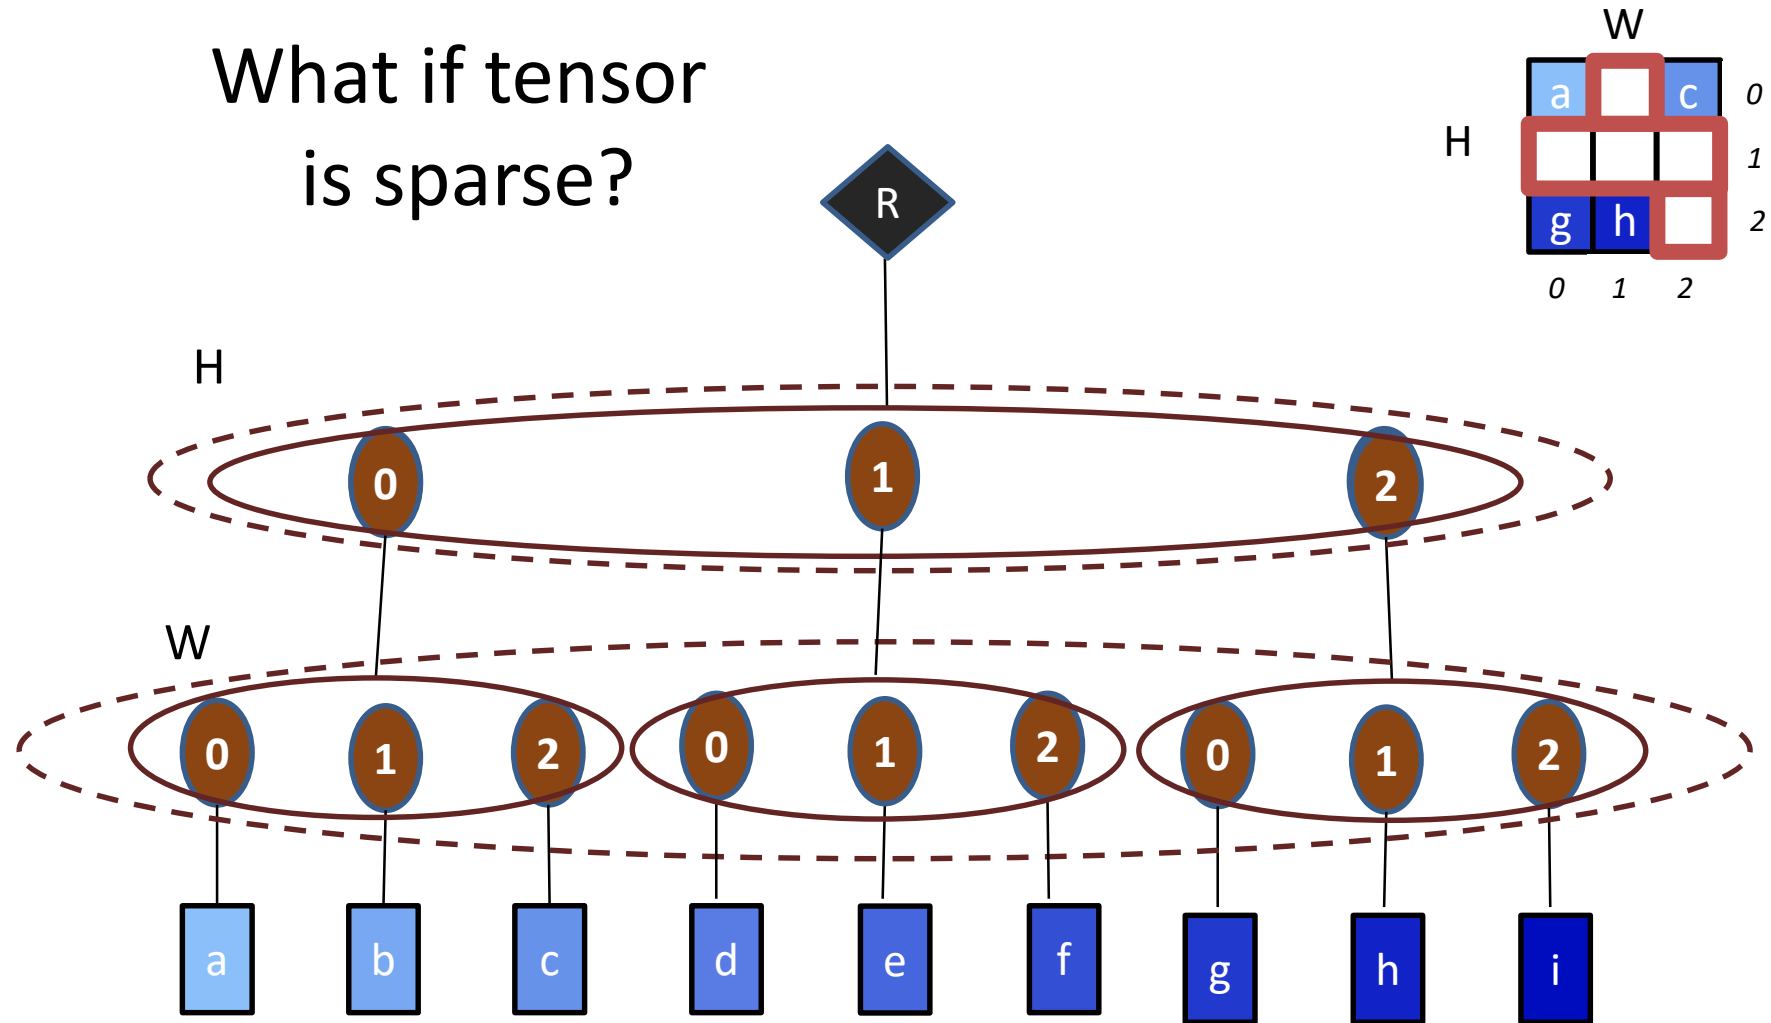 What if tensor
is sparse?
W
a c 0
H 1
g h 2
0 1 2
R
H
0 1 2
W
0 1 2 0 1 2 0 1 2
a b c d e f g h i